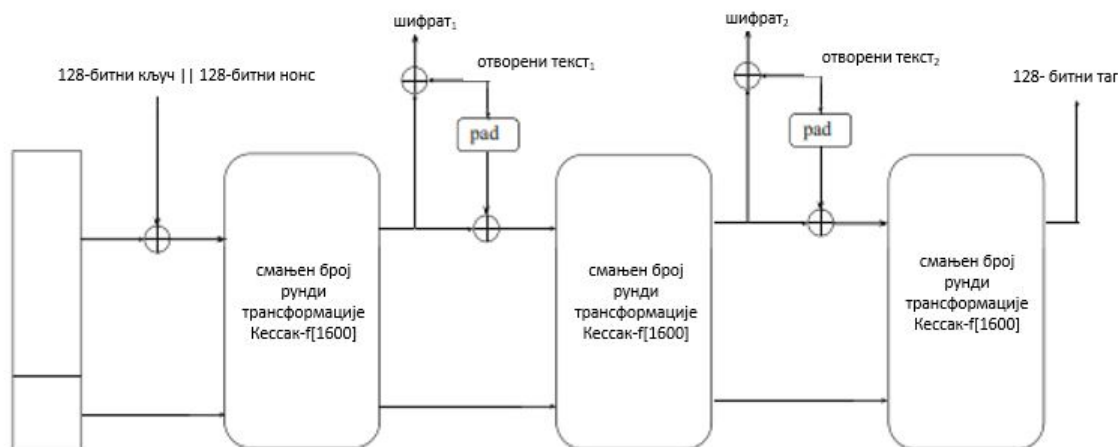 шифрат₁
шифрат₂
128-битни кључ || 128-битни нонс
отворени текст₁
отворени текст₂
128- битни таг
pad
pad
смањен број
рунди
трансформације
Кессак-f[1600]
смањен број
рунди
трансформације
Кессак-f[1600]
смањен број
рунди
трансформације
Кессак-f[1600]